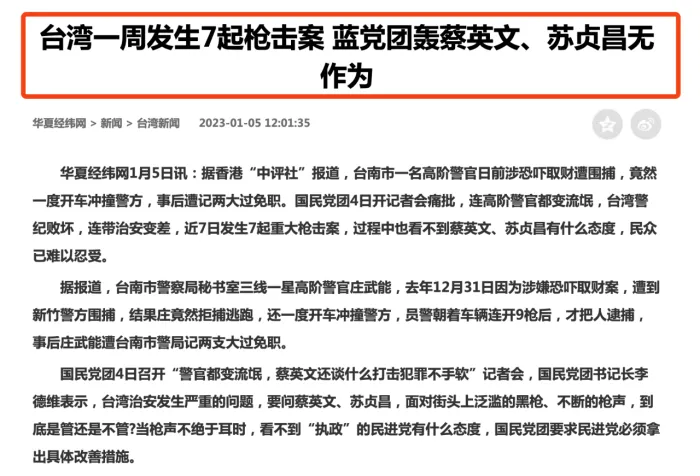 台湾一周发生7起枪击案 蓝党团轰蔡英文、苏贞昌无
作为
华夏经纬网 > 新闻 > 台湾新闻 2023-01-05 12:01:35
华夏经纬网1月5日讯：据香港“中评社”报道，台南市一名高阶警官日前涉恐吓取财遭围捕，竟然
一度开车冲撞警方，事后遭记两大过免职。国民党团4日开记者会痛批，连高阶警官都变流氓，台湾警
纪败坏，连带治安变差，近7日发生7起重大枪击案，过程中也看不到蔡英文、苏贞昌有什么态度，民众
已难以忍受。
据报道，台南市警察局秘书室三线一星高阶警官庄武能，去年12月31日因为涉嫌恐吓取财案，遭到
新竹警方围捕，结果庄竟然拒捕逃跑，还一度开车冲撞警方，员警朝着车辆连开9枪后，才把人逮捕，
事后庄武能遭台南市警局记两支大过免职。
国民党团4日召开“警官都变流氓，蔡英文还谈什么打击犯罪不手软”记者会，国民党团书记长李
德维表示，台湾治安发生严重的问题，要问蔡英文、苏贞昌，面对街头上泛滥的黑枪、不断的枪声，到
底是管还是不管?当枪声不绝于耳时，看不到“执政”的民进党有什么态度，国民党团要求民进党必须拿
出具体改善措施。